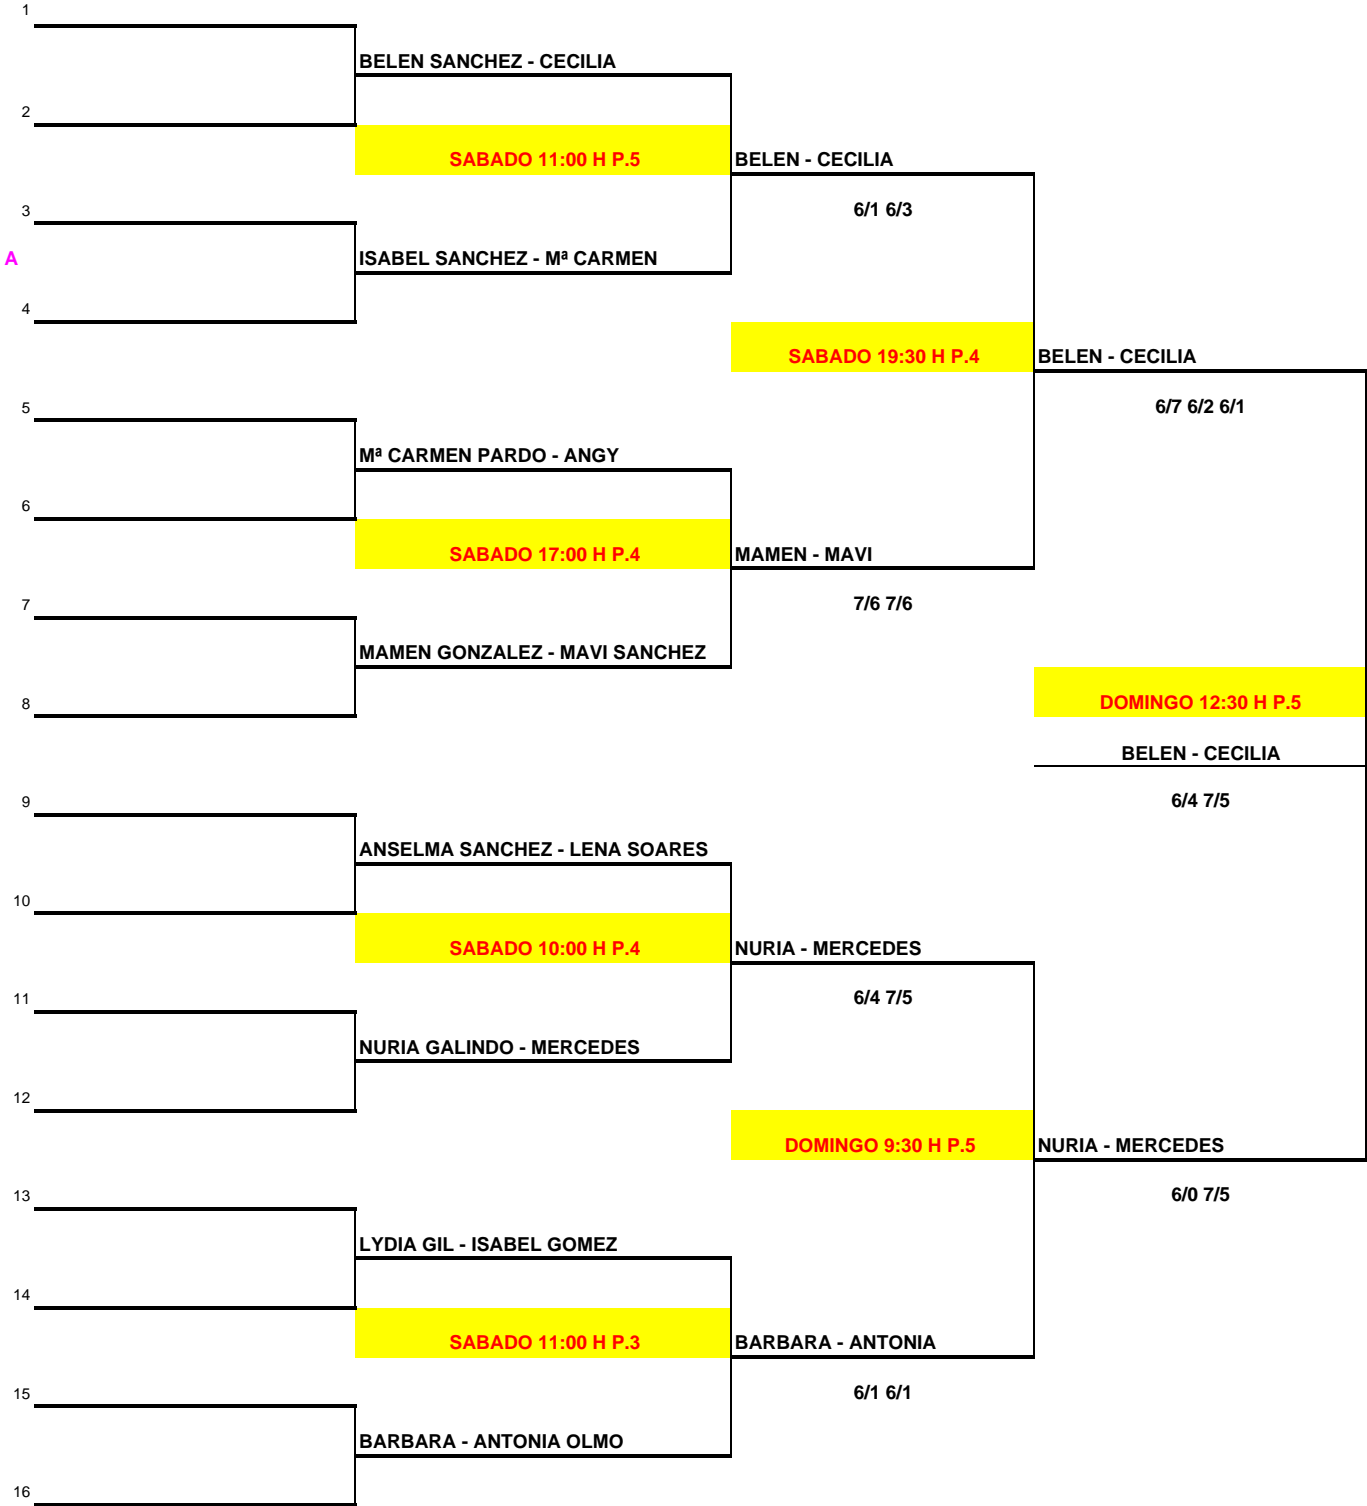 1
BELEN SANCHEZ - CECILIA
2
SABADO 11:00 H P.5
BELEN - CECILIA
3
6/1 6/3
A
ISABEL SANCHEZ - Mª CARMEN
4
SABADO 19:30 H P.4
BELEN - CECILIA
5
6/7 6/2 6/1
Mª CARMEN PARDO - ANGY
6
SABADO 17:00 H P.4
MAMEN - MAVI
7
7/6 7/6
MAMEN GONZALEZ - MAVI SANCHEZ
8
DOMINGO 12:30 H P.5
BELEN - CECILIA
9
6/4 7/5
ANSELMA SANCHEZ - LENA SOARES
10
SABADO 10:00 H P.4
NURIA - MERCEDES
11
6/4 7/5
NURIA GALINDO - MERCEDES
12
DOMINGO 9:30 H P.5
NURIA - MERCEDES
13
6/0 7/5
LYDIA GIL - ISABEL GOMEZ
14
SABADO 11:00 H P.3
BARBARA - ANTONIA
15
6/1 6/1
BARBARA - ANTONIA OLMO
16